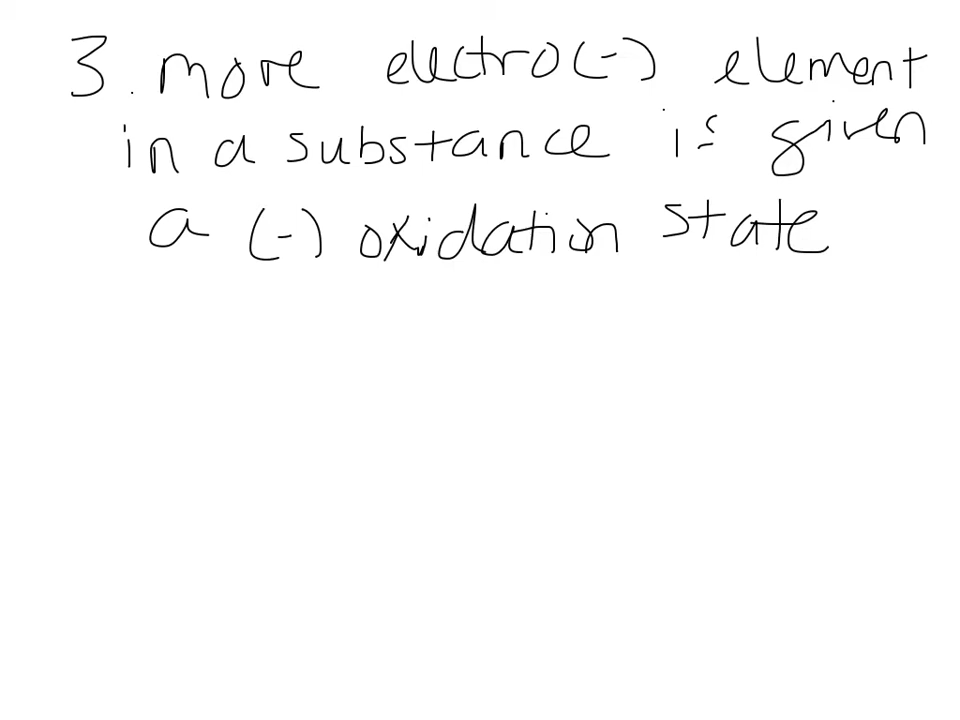 3. more electro(-) element
in a substance is given
a (-) oxidation state